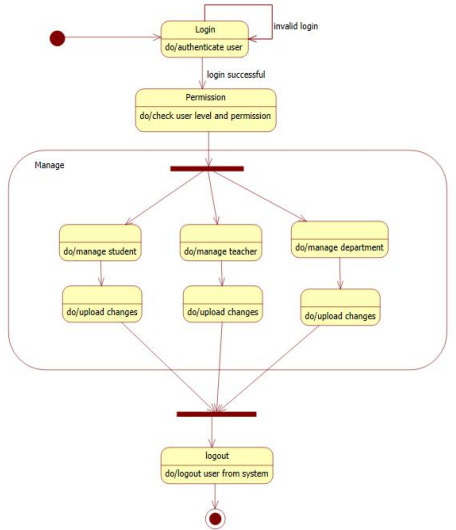 Login
invalid login
do/authenticate user
login successful
Permission
do/check user level and permission
Manage
do/manage student
do/manage teacher
do/manage department
do/upload changes
do/upload changes
do/upload changes
logout
do/logout user from system